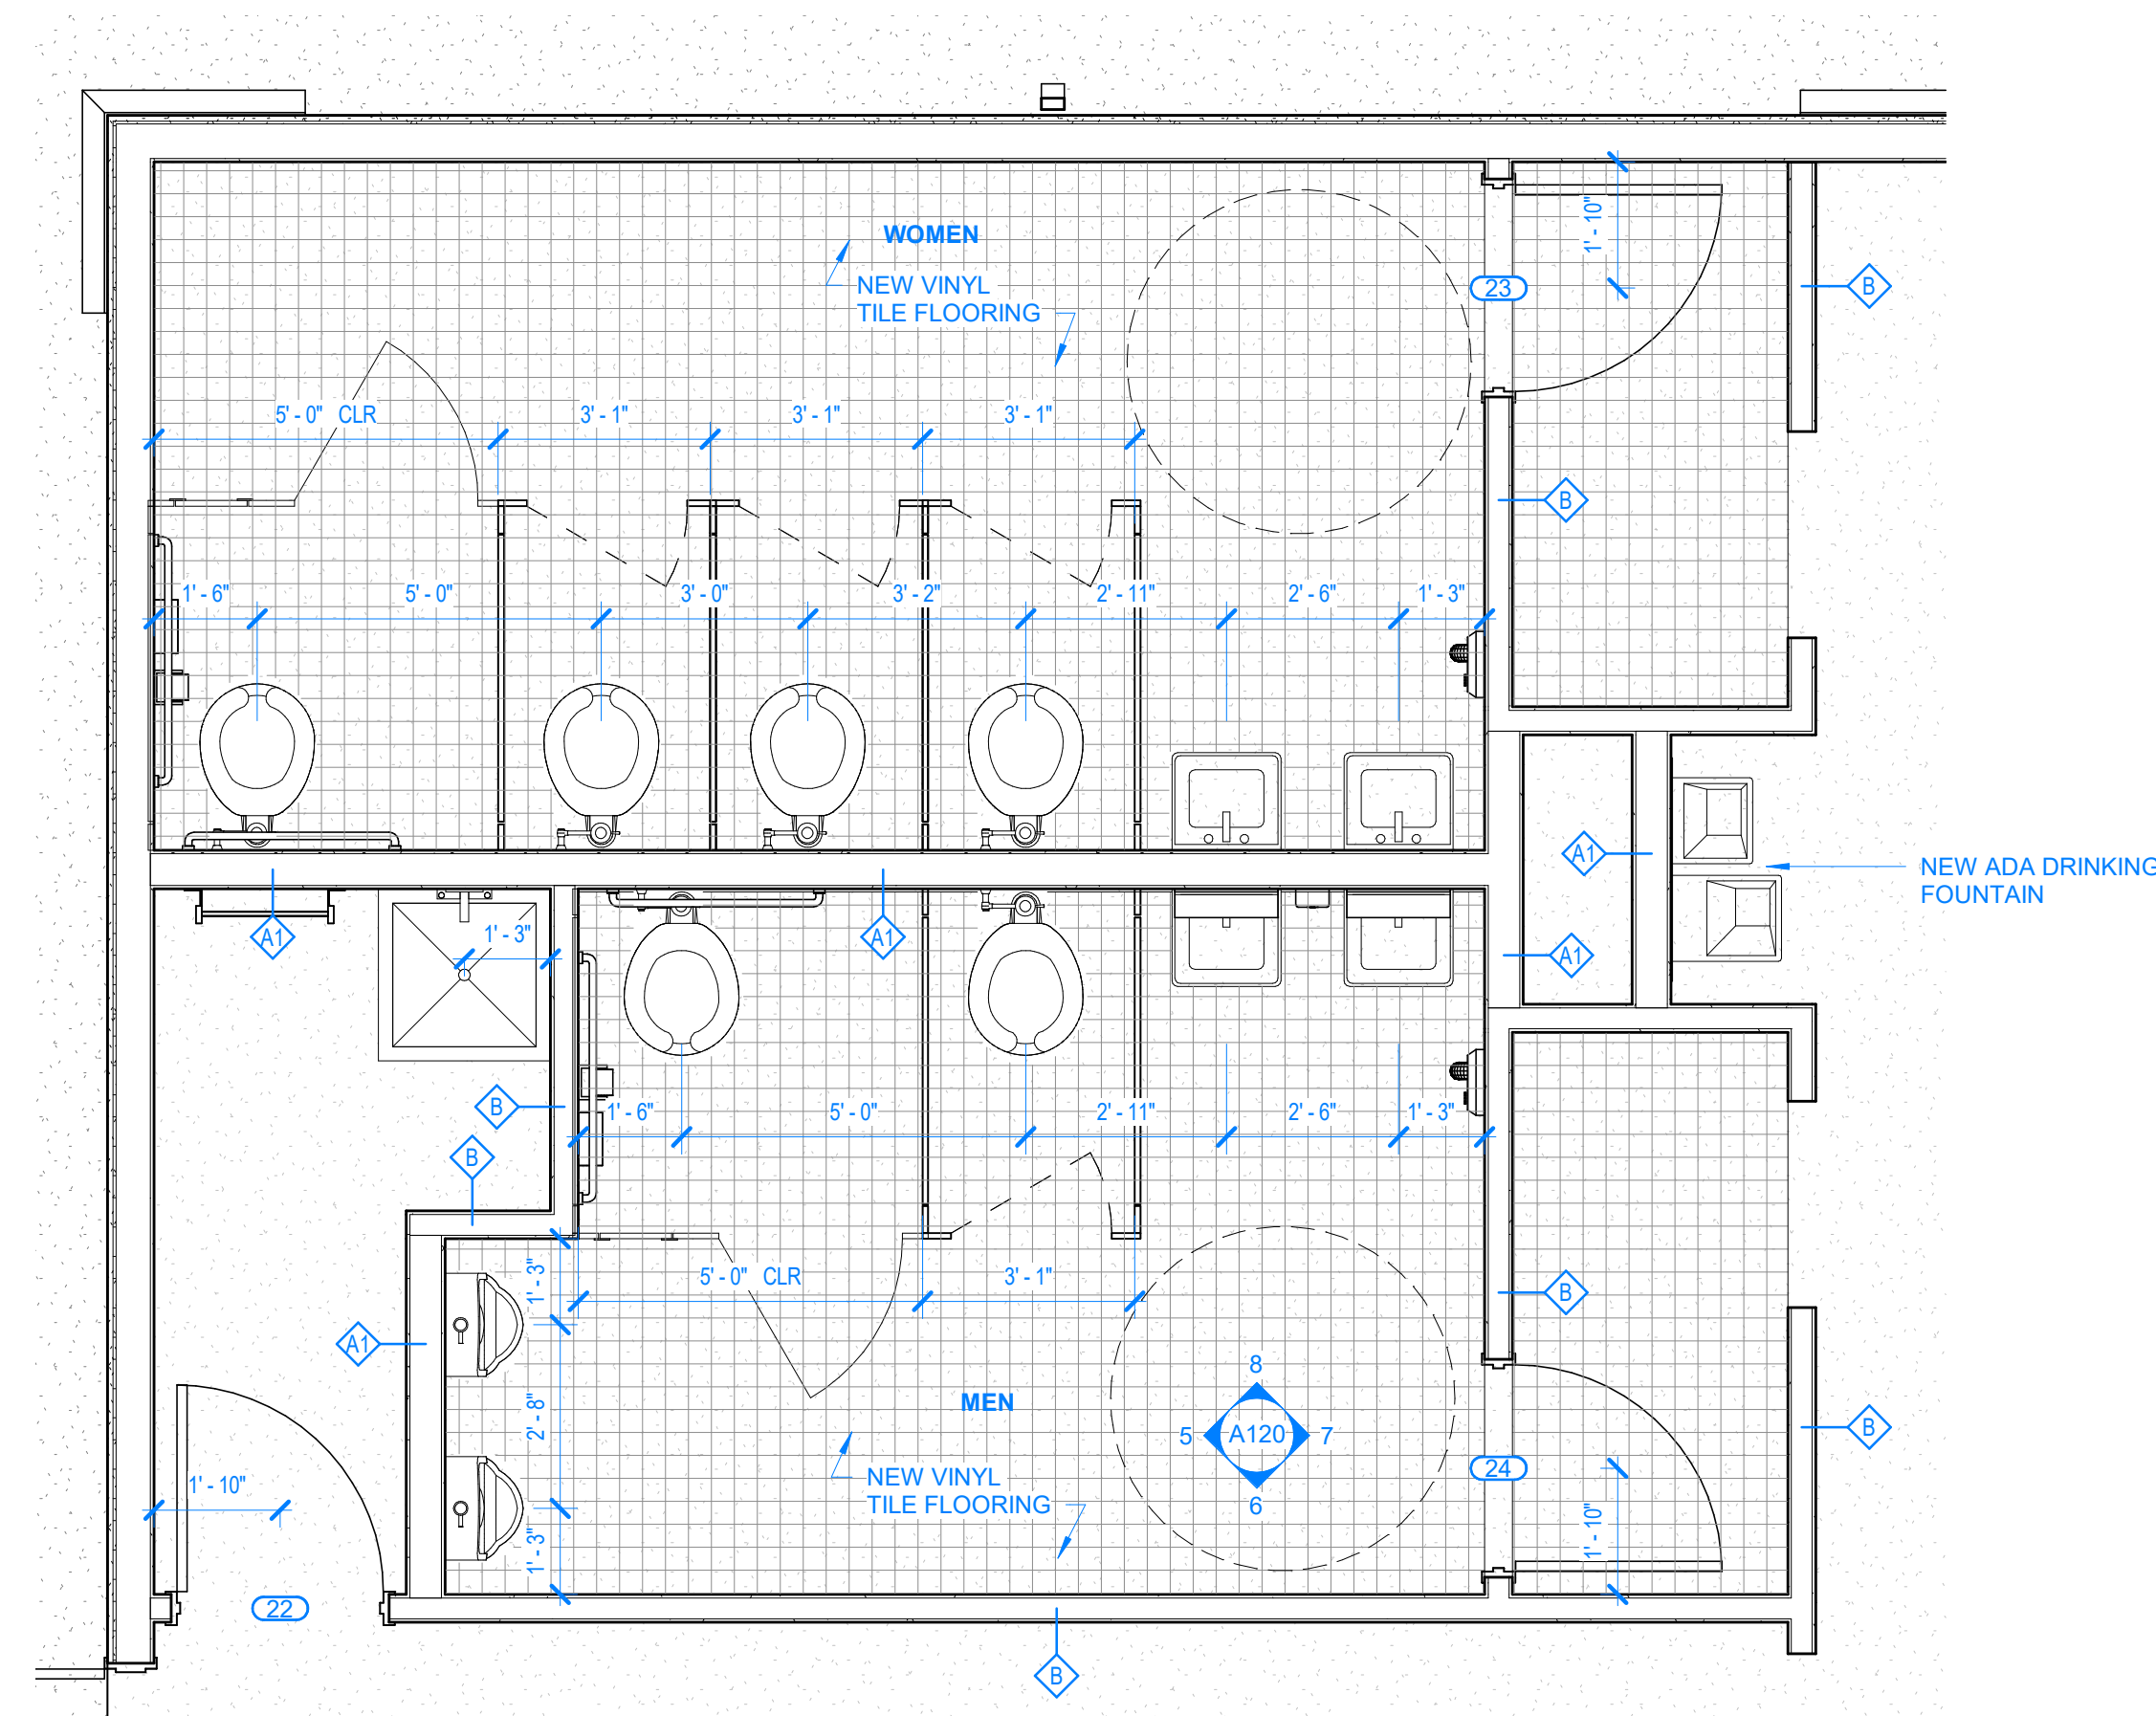 WOMEN
NEW VINYL
TILE FLOORING
1' - 10"
23
B
5' - 0" CLR
3' - 1"
3' - 1"
3' - 1"
B
1' - 6"
5' - 0"
3' - 0"
3' - 2"
2' - 11"
2' - 6"
1' - 3"
A1
NEW ADA DRINKING
FOUNTAIN
A1
1' - 3"
A1
A1
B
1' - 6"
5' - 0"
2' - 11"
2' - 6"
1' - 3"
B
1' - 3"
5' - 0" CLR
3' - 1"
B
A1
8
MEN
2' - 8"
5
A120
7
B
24
1' - 10"
NEW VINYL
TILE FLOORING
6
1' - 3"
1' - 10"
22
B